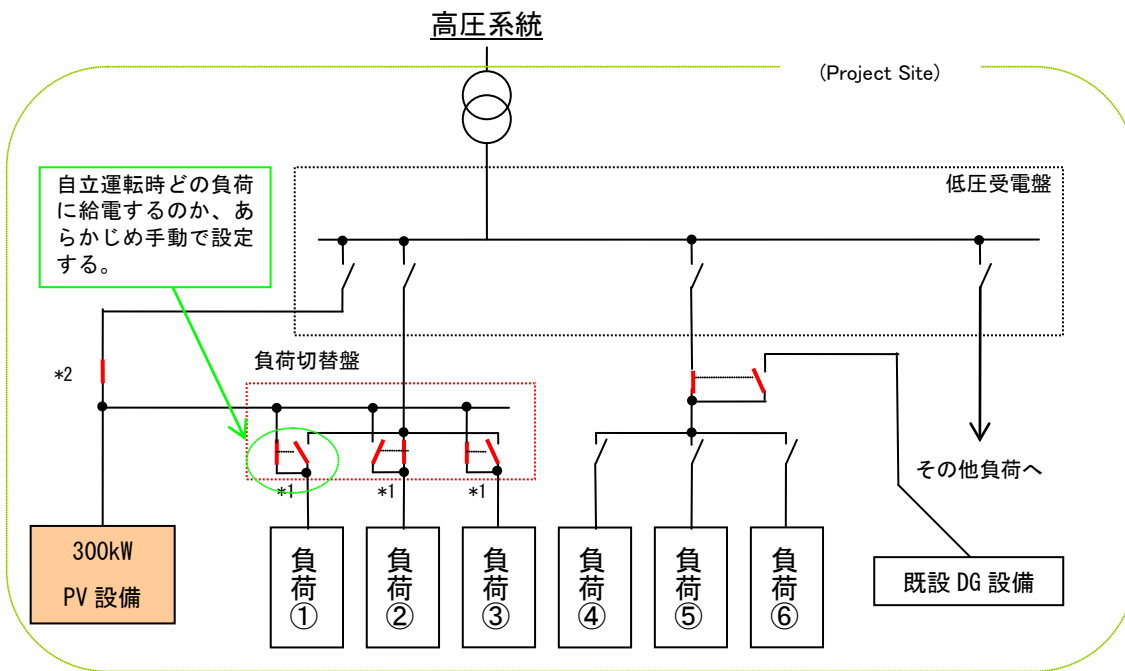 高圧系統
(Project Site)
自立運転時どの負荷
に給電するのか、あ
らかじめ手動で設定
する。
低圧受電盤
*2
負荷切替盤
*1
*1
*1
その他負荷へ
300kW
PV 設備
負荷①
負荷②
負荷③
負荷④
負荷⑤
負荷⑥
既設 DG 設備